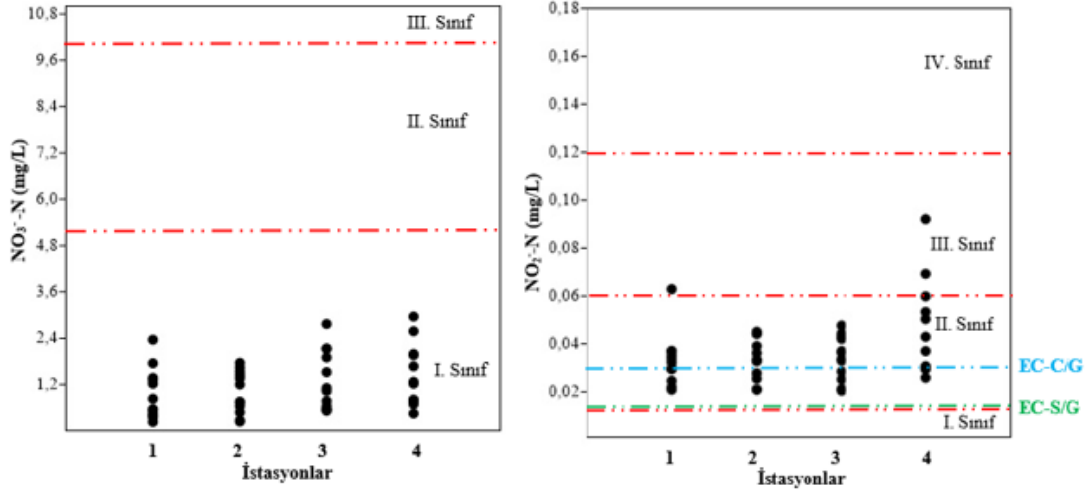 10,8
9,6
8,4
7,2
6,0
4,8
3,6
2,4
1,2
NO₃⁻-N (mg/L)
III. Sınıf
II. Sınıf
I. Sınıf
1 2 3 4
İstasyonlar
0,18
0,16
0,14
0,12
0,10
0,08
0,06
0,04
0,02
NO₂⁻-N (mg/L)
IV. Sınıf
III. Sınıf
II. Sınıf
EC-C/G
EC-S/G
I. Sınıf
1 2 3 4
İstasyonlar